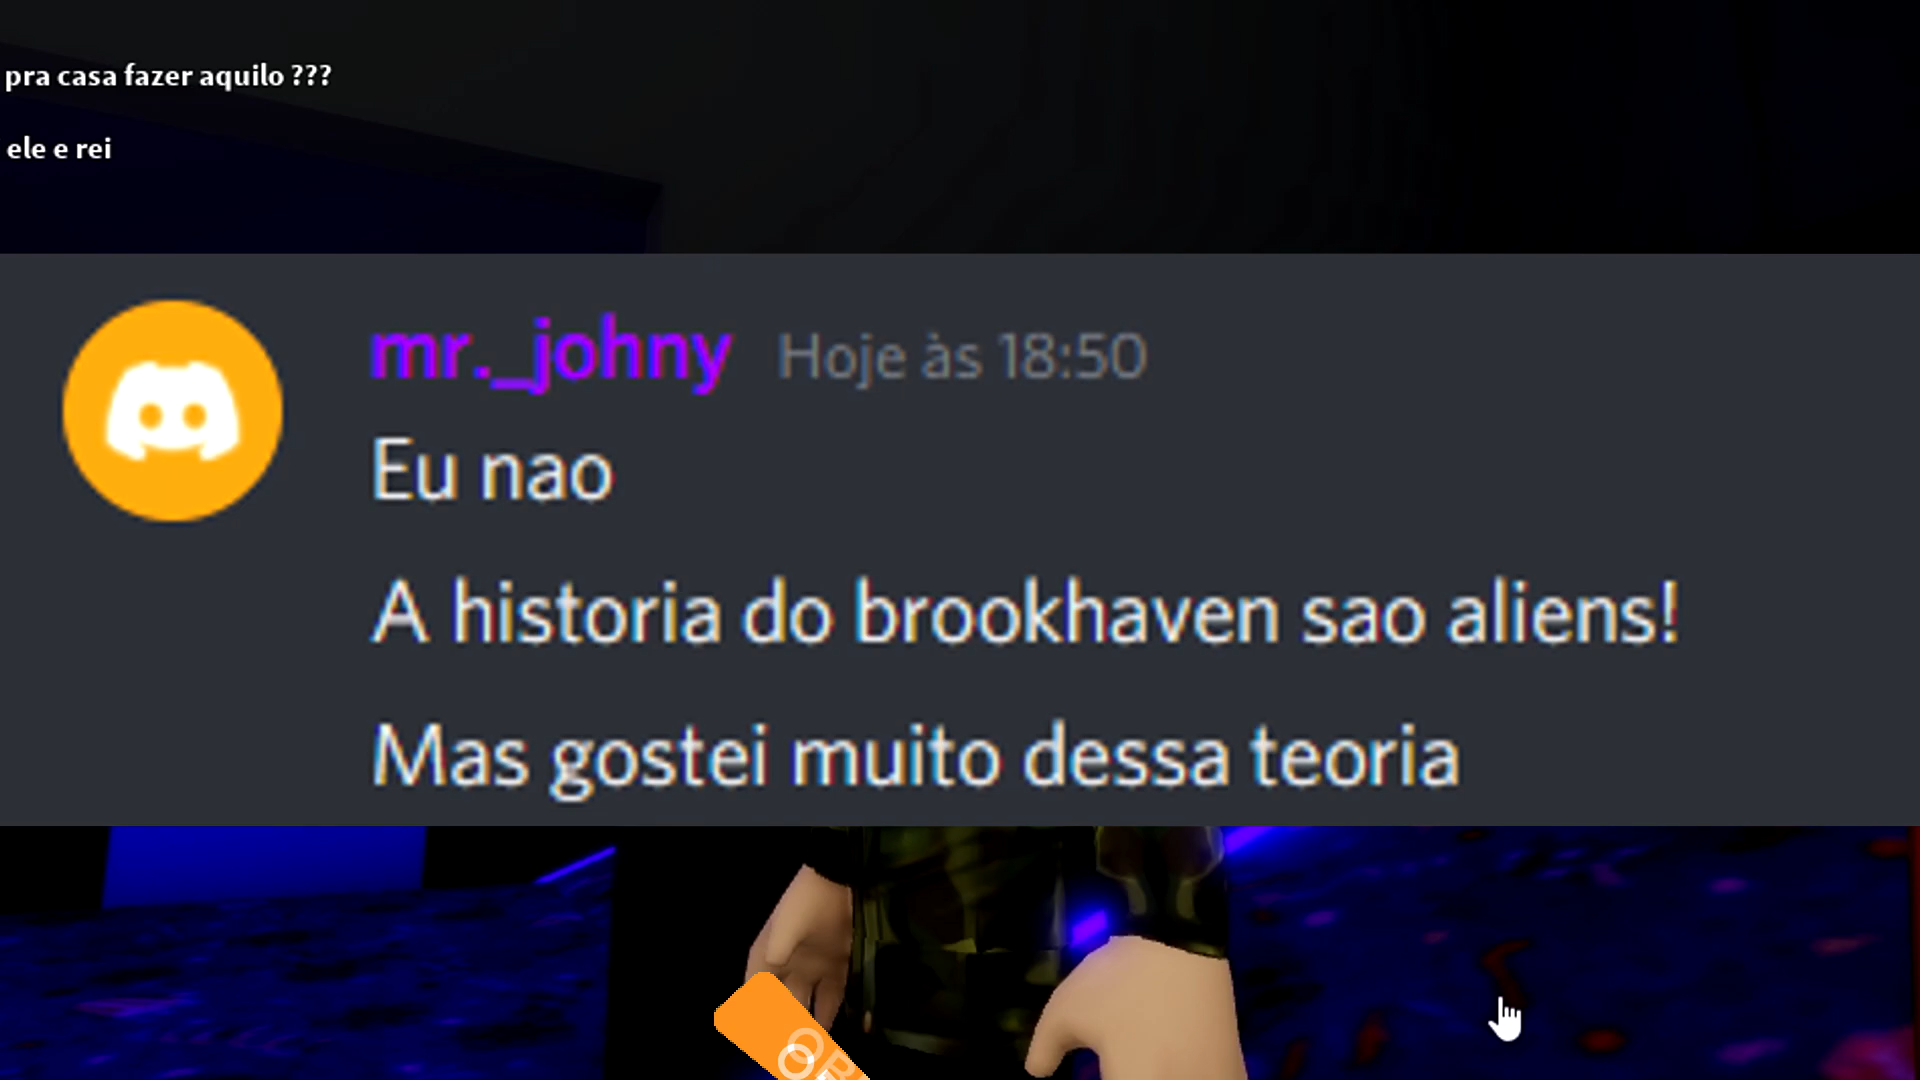 pra casa fazer aquilo ???
ele e rei
mr._johny Hoje às 18:50
Eu nao
A historia do brookhaven sao aliens!
Mas gostei muito dessa teoria